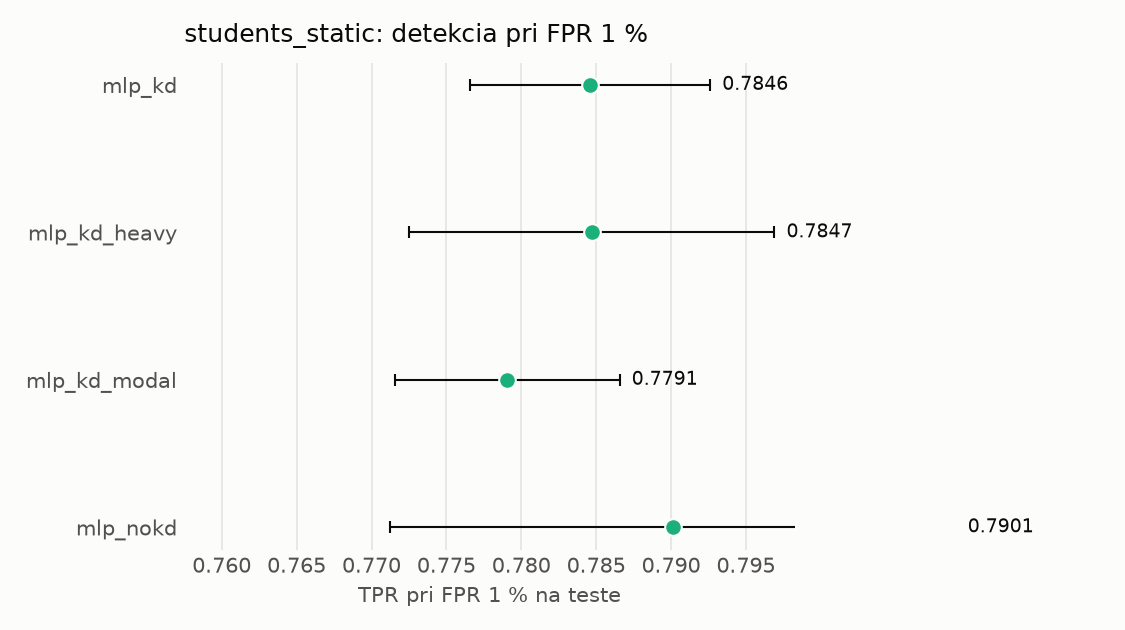 students_static: detekcia pri FPR 1 %
mlp_kd
0.7846
mlp_kd_heavy
0.7847
mlp_kd_modal
0.7791
mlp_nokd
0.7901
0.760 0.765 0.770 0.775 0.780 0.785 0.790 0.795
TPR pri FPR 1 % na teste